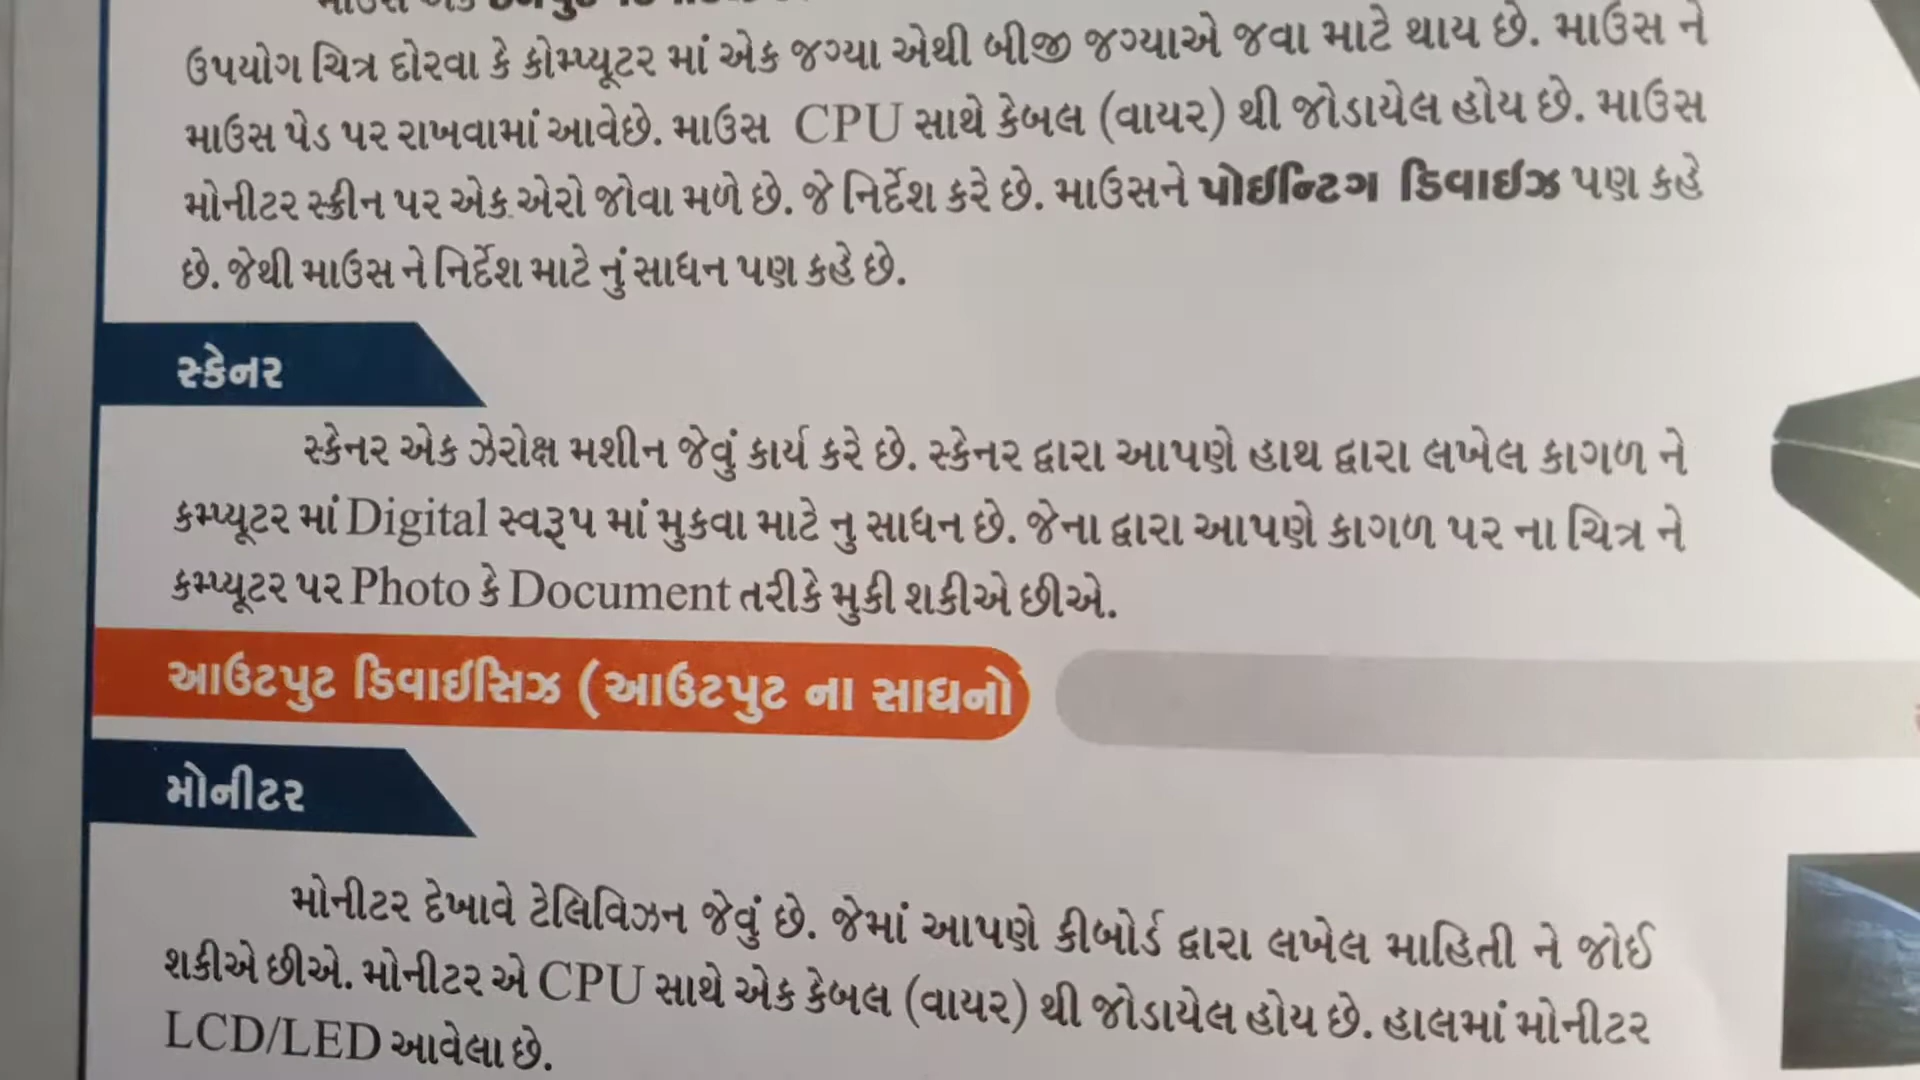 માઉસ એક ઇનપુટ
ઉપયોગ ચિત્ર દોરવા કે કોમ્પ્યૂટર માં એક જગ્યા એથી બીજી જગ્યાએ જવા માટે થાય છે. માઉસ ને
માઉસ પેડ પર રાખવામાં આવેછે. માઉસ CPU સાથે કેબલ (વાયર) થી જોડાયેલ હોય છે. માઉસ
મોનીટર સ્ક્રીન પર એક એરો જોવા મળે છે. જે નિર્દેશ કરે છે. માઉસને પોઈન્ટિગ ડિવાઈઝ પણ કહે
છે. જેથી માઉસ ને નિર્દેશ માટે નું સાધન પણ કહે છે.
સ્કેનર
સ્કેનર એક ઝેરોક્ષ મશીન જેવું કાર્ય કરે છે. સ્કેનર દ્વારા આપણે હાથ દ્વારા લખેલ કાગળ ને
કમ્પ્યૂટર માં Digital સ્વરૂપ માં મુકવા માટે નુ સાધન છે. જેના દ્વારા આપણે કાગળ પર ના ચિત્ર ને
કમ્પ્યૂટર પર Photo કે Document તરીકે મુકી શકીએ છીએ.
આઉટપુટ ડિવાઈસિઝ (આઉટપુટ ના સાધનો)
મોનીટર
મોનીટર દેખાવે ટેલિવિઝન જેવું છે. જેમાં આપણે કીબોર્ડ દ્વારા લખેલ માહિતી ને જોઈ
શકીએ છીએ. મોનીટર એ CPU સાથે એક કેબલ (વાયર) થી જોડાયેલ હોય છે. હાલમાં મોનીટર
LCD/LED આવેલા છે.